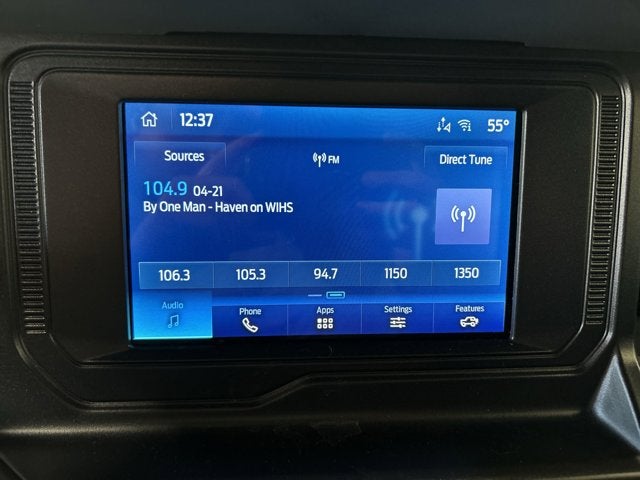 12:37 55°
Sources FM Direct Tune
104.9 04-21
By One Man - Haven on WIHS
106.3 105.3 94.7 1150 1350
Audio Phone Apps Settings Features